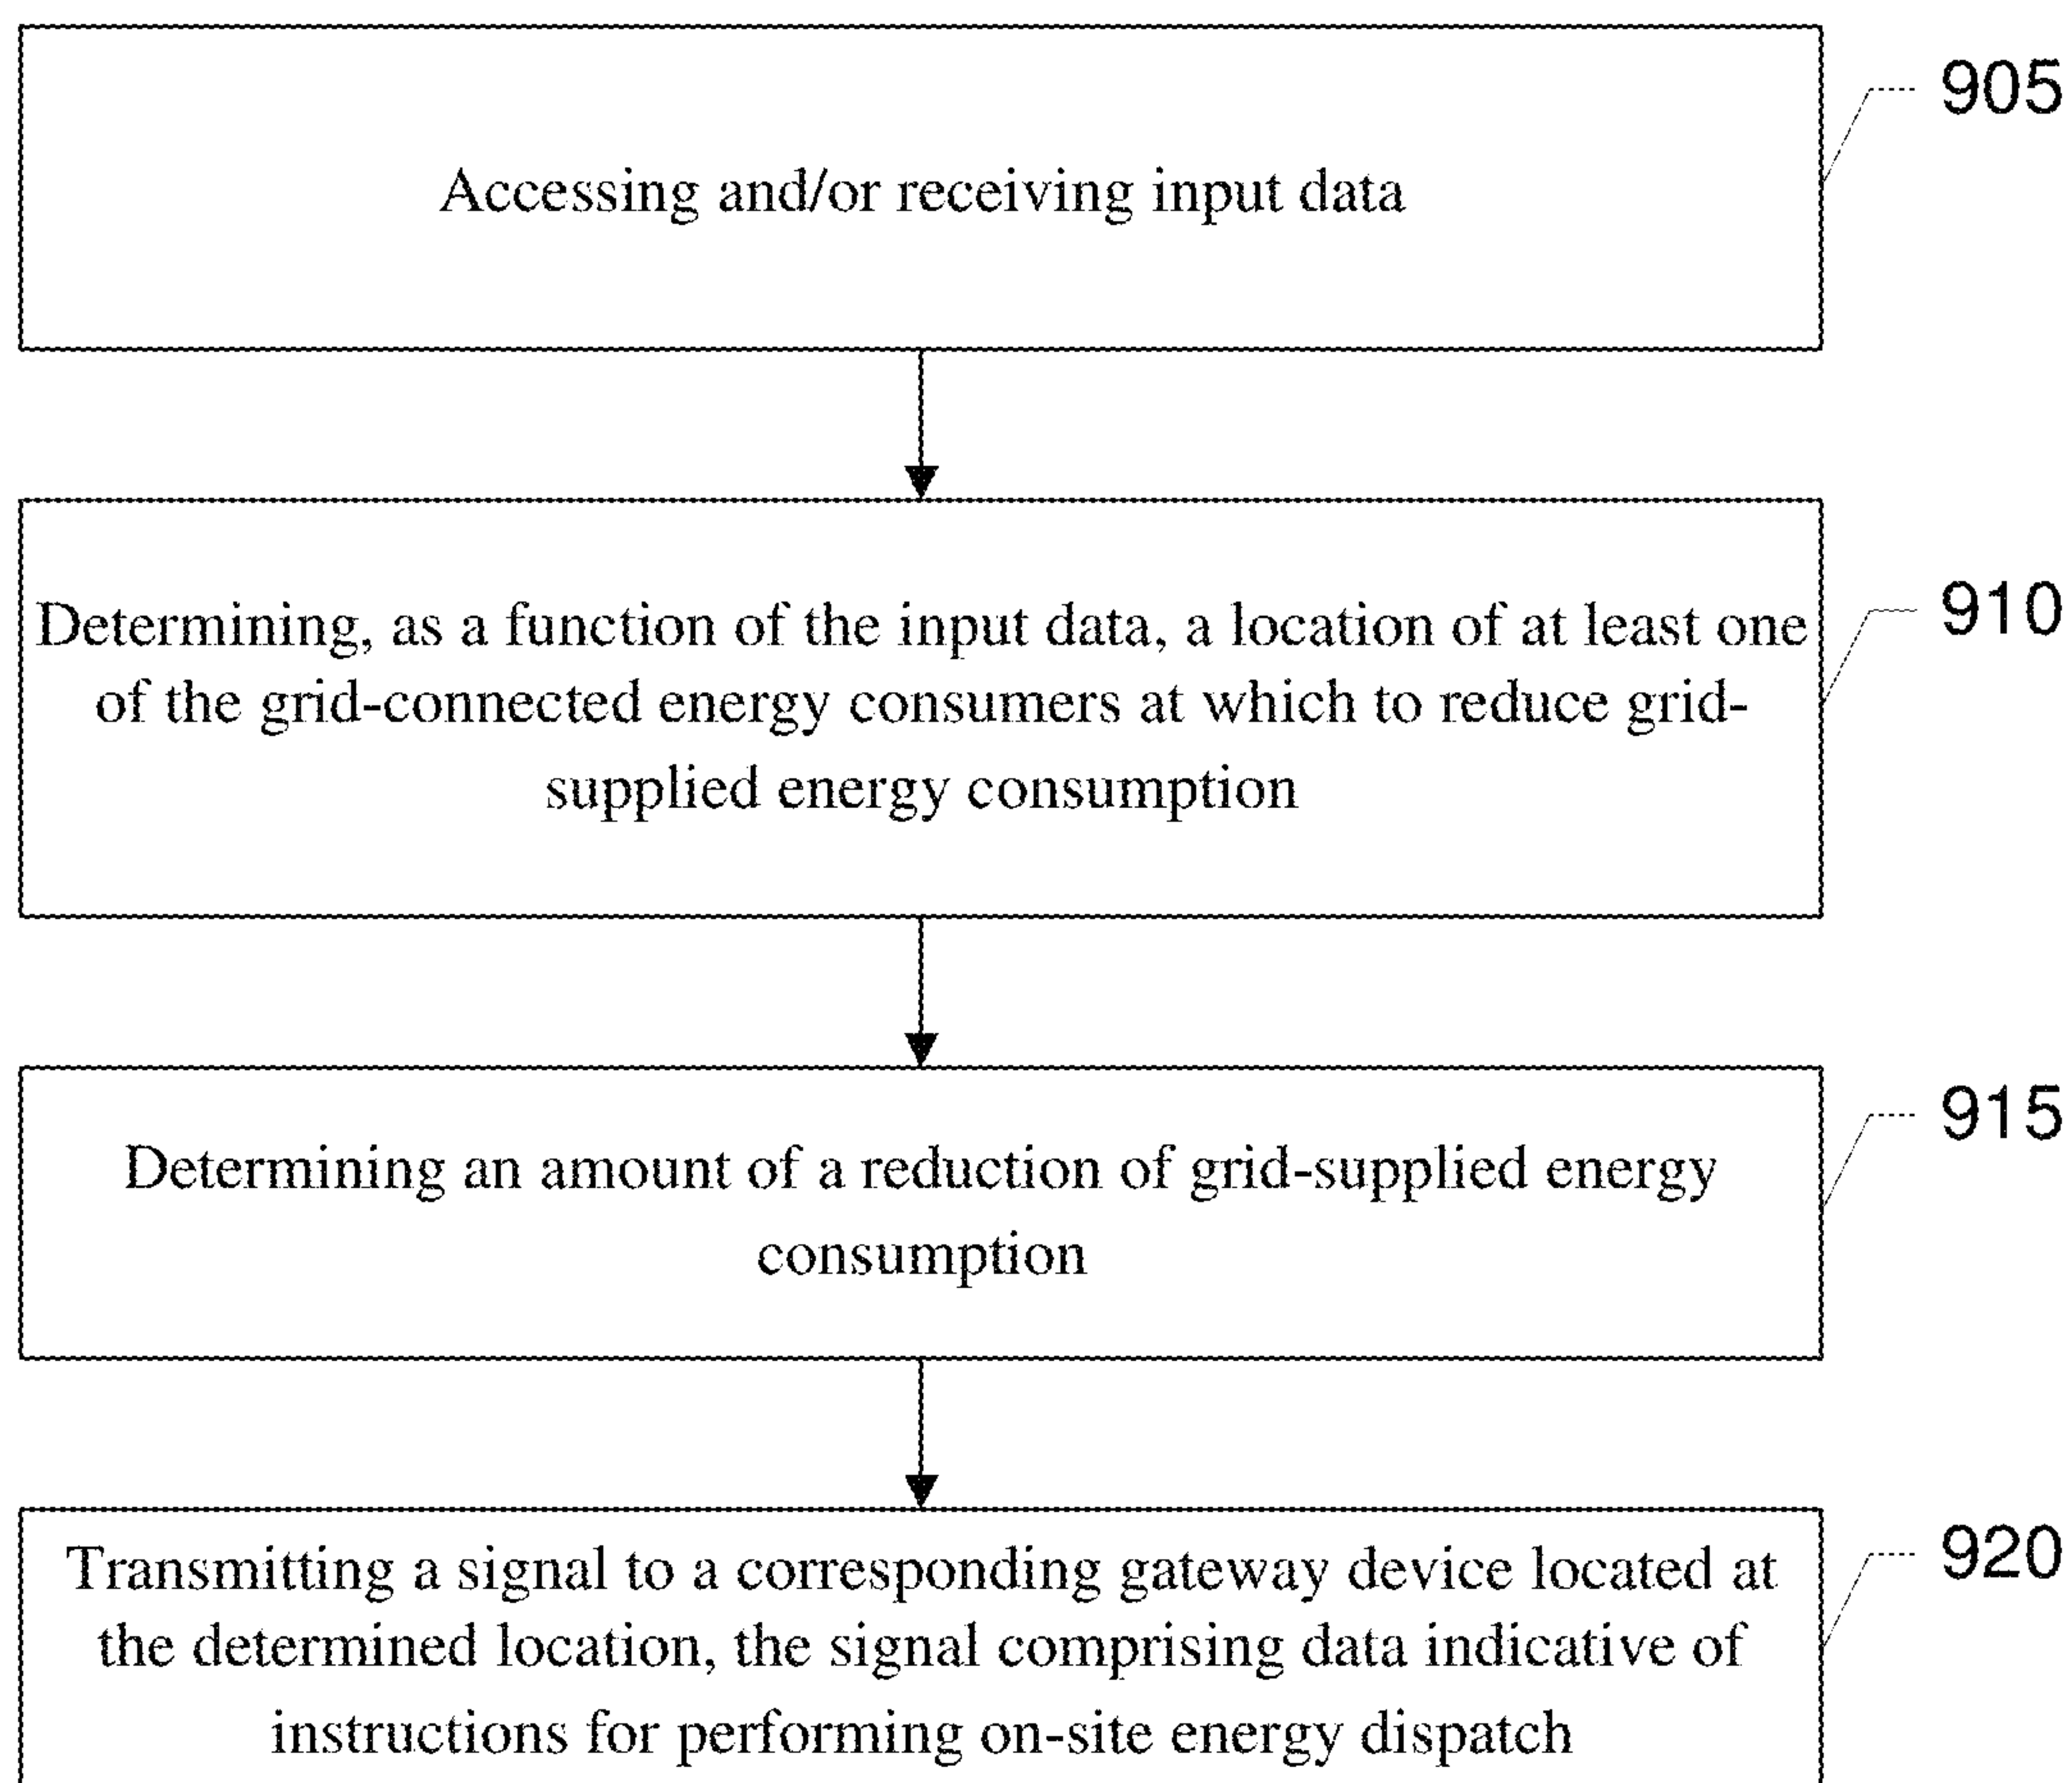 Accessing and/or receiving input data
905
Determining, as a function of the input data, a location of at least one
of the grid-connected energy consumers at which to reduce grid-
supplied energy consumption
910
Determining an amount of a reduction of grid-supplied energy
consumption
915
Transmitting a signal to a corresponding gateway device located at
the determined location, the signal comprising data indicative of
instructions for performing on-site energy dispatch
920